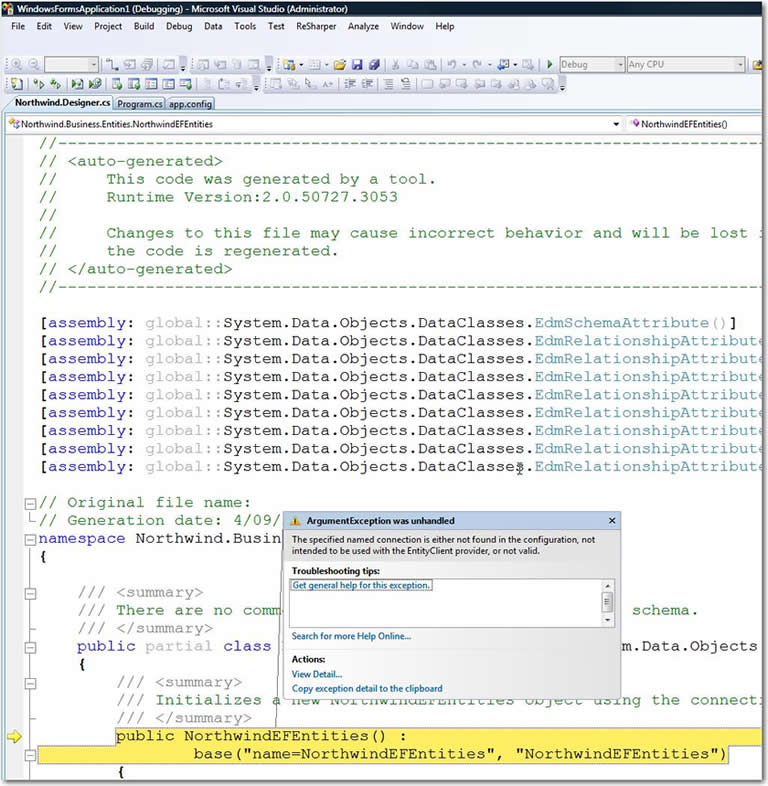 WindowsFormsApplication1 (Debugging) - Microsoft Visual Studio (Administrator)
File Edit View Project Build Debug Data Tools Test ReSharper Analyze Window Help
Debug Any CPU
Northwind.Designer.cs Program.cs app.config
Northwind.Business.Entities.NorthwindEFEntities NorthwindEFEntities()
//------------------------------------------------------------------------------
// <auto-generated>
// This code was generated by a tool.
// Runtime Version:2.0.50727.3053
//
// Changes to this file may cause incorrect behavior and will be lost i
// the code is regenerated.
// </auto-generated>
//------------------------------------------------------------------------------
[assembly: global::System.Data.Objects.DataClasses.EdmSchemaAttribute()]
[assembly: global::System.Data.Objects.DataClasses.EdmRelationshipAttribute
[assembly: global::System.Data.Objects.DataClasses.EdmRelationshipAttribute
[assembly: global::System.Data.Objects.DataClasses.EdmRelationshipAttribute
[assembly: global::System.Data.Objects.DataClasses.EdmRelationshipAttribute
[assembly: global::System.Data.Objects.DataClasses.EdmRelationshipAttribute
[assembly: global::System.Data.Objects.DataClasses.EdmRelationshipAttribute
[assembly: global::System.Data.Objects.DataClasses.EdmRelationshipAttribute
[assembly: global::System.Data.Objects.DataClasses.EdmRelationshipAttribute
// Original file name:
// Generation date: 4/09/
namespace Northwind.Busin
{
/// <summary>
/// There are no comm schema.
/// </summary>
public partial class m.Data.Objects
{
/// <summary>
/// Initializes a new NorthwindEFEntities object using the connecti
/// </summary>
public NorthwindEFEntities() :
base("name=NorthwindEFEntities", "NorthwindEFEntities")
{
ArgumentException was unhandled
The specified named connection is either not found in the configuration, not
intended to be used with the EntityClient provider, or not valid.
Troubleshooting tips:
Get general help for this exception.
Search for more Help Online...
Actions:
View Detail...
Copy exception detail to the clipboard